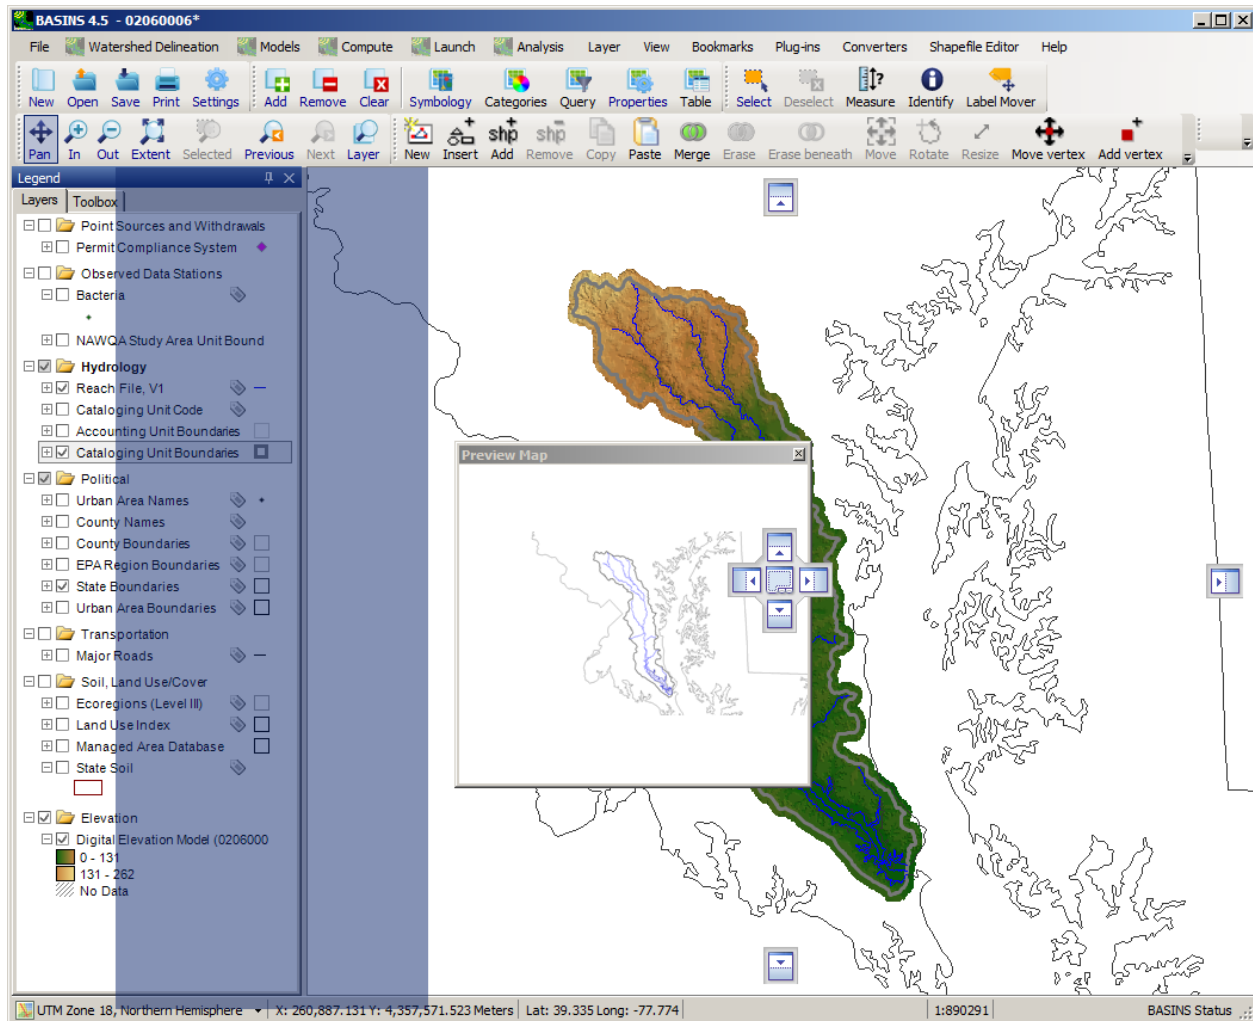 BASINS 4.5 - 02060006*
File Watershed Delineation Models Compute Launch Analysis Layer View Bookmarks Plug-ins Converters Shapefile Editor Help
New Open Save Print Settings Add Remove Clear Symbology Categories Query Properties Table Select Deselect Measure Identify Label Mover
Pan In Out Extent Selected Previous Next Layer New Insert Add Remove Copy Paste Merge Erase Erase beneath Move Rotate Resize Move vertex Add vertex
shp shp
Legend
Layers Toolbox
Point Sources and Withdrawals
Permit Compliance System
Observed Data Stations
Bacteria
NAWQA Study Area Unit Bound
Hydrology
Reach File, V1
Cataloging Unit Code
Accounting Unit Boundaries
Cataloging Unit Boundaries
Political
Urban Area Names
County Names
County Boundaries
EPA Region Boundaries
State Boundaries
Urban Area Boundaries
Transportation
Major Roads
Soil, Land Use/Cover
Ecoregions (Level III)
Land Use Index
Managed Area Database
State Soil
Elevation
Digital Elevation Model (0206000
0 - 131
131 - 262
No Data
Preview Map
UTM Zone 18, Northern Hemisphere X: 260,887.131 Y: 4,357,571.523 Meters Lat: 39.335 Long: -77.774 1:890291 BASINS Status